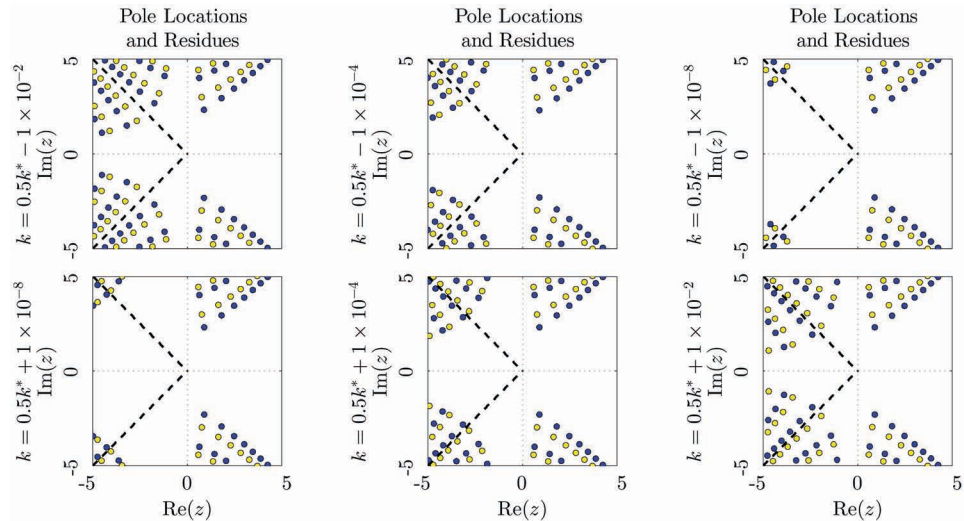 Pole Locations
and Residues
Pole Locations
and Residues
Pole Locations
and Residues
k = 0.5k* − 1 × 10⁻²
Im(z)
5
0
-5
k = 0.5k* − 1 × 10⁻⁴
Im(z)
5
0
-5
k = 0.5k* − 1 × 10⁻⁸
Im(z)
5
0
-5
k = 0.5k* + 1 × 10⁻⁸
Im(z)
5
0
-5
k = 0.5k* + 1 × 10⁻⁴
Im(z)
5
0
-5
k = 0.5k* + 1 × 10⁻²
Im(z)
5
0
-5
-5 5
Re(z)
-5 5
Re(z)
-5 5
Re(z)